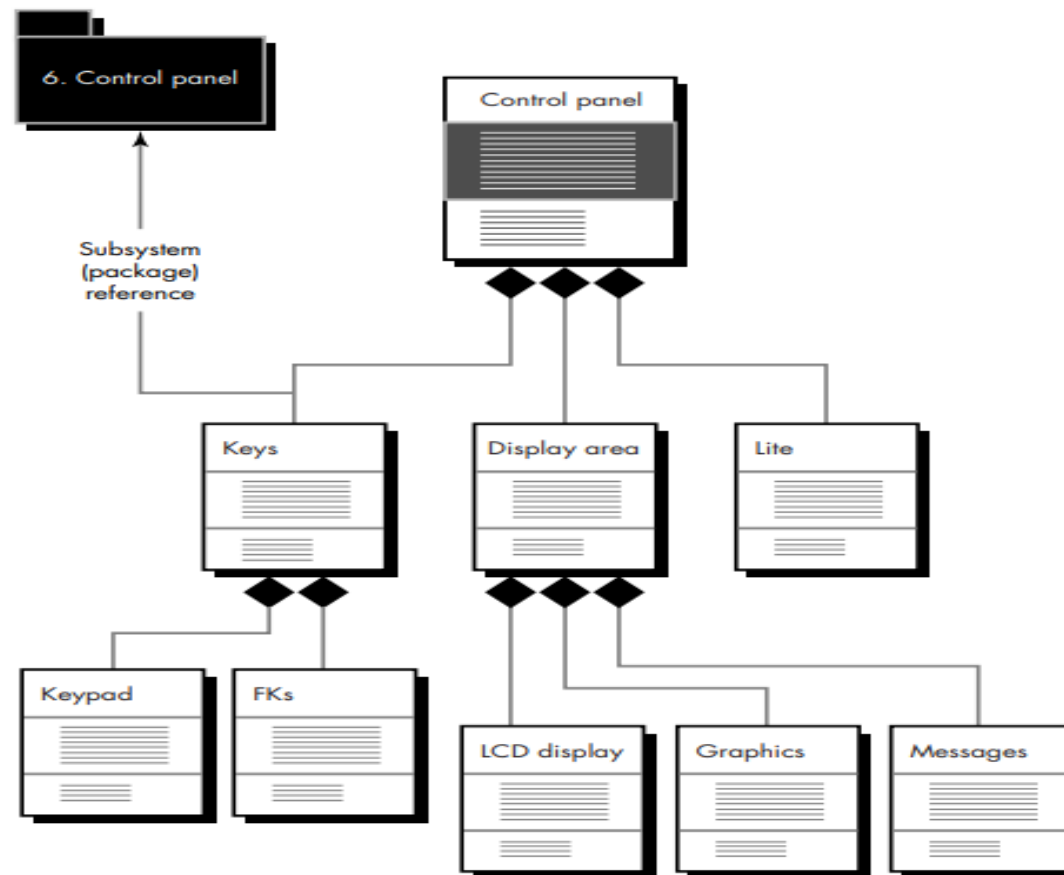 6. Control panel
Control panel
Subsystem
(package)
reference
Keys
Display area
Lite
Keypad
FKs
LCD display
Graphics
Messages